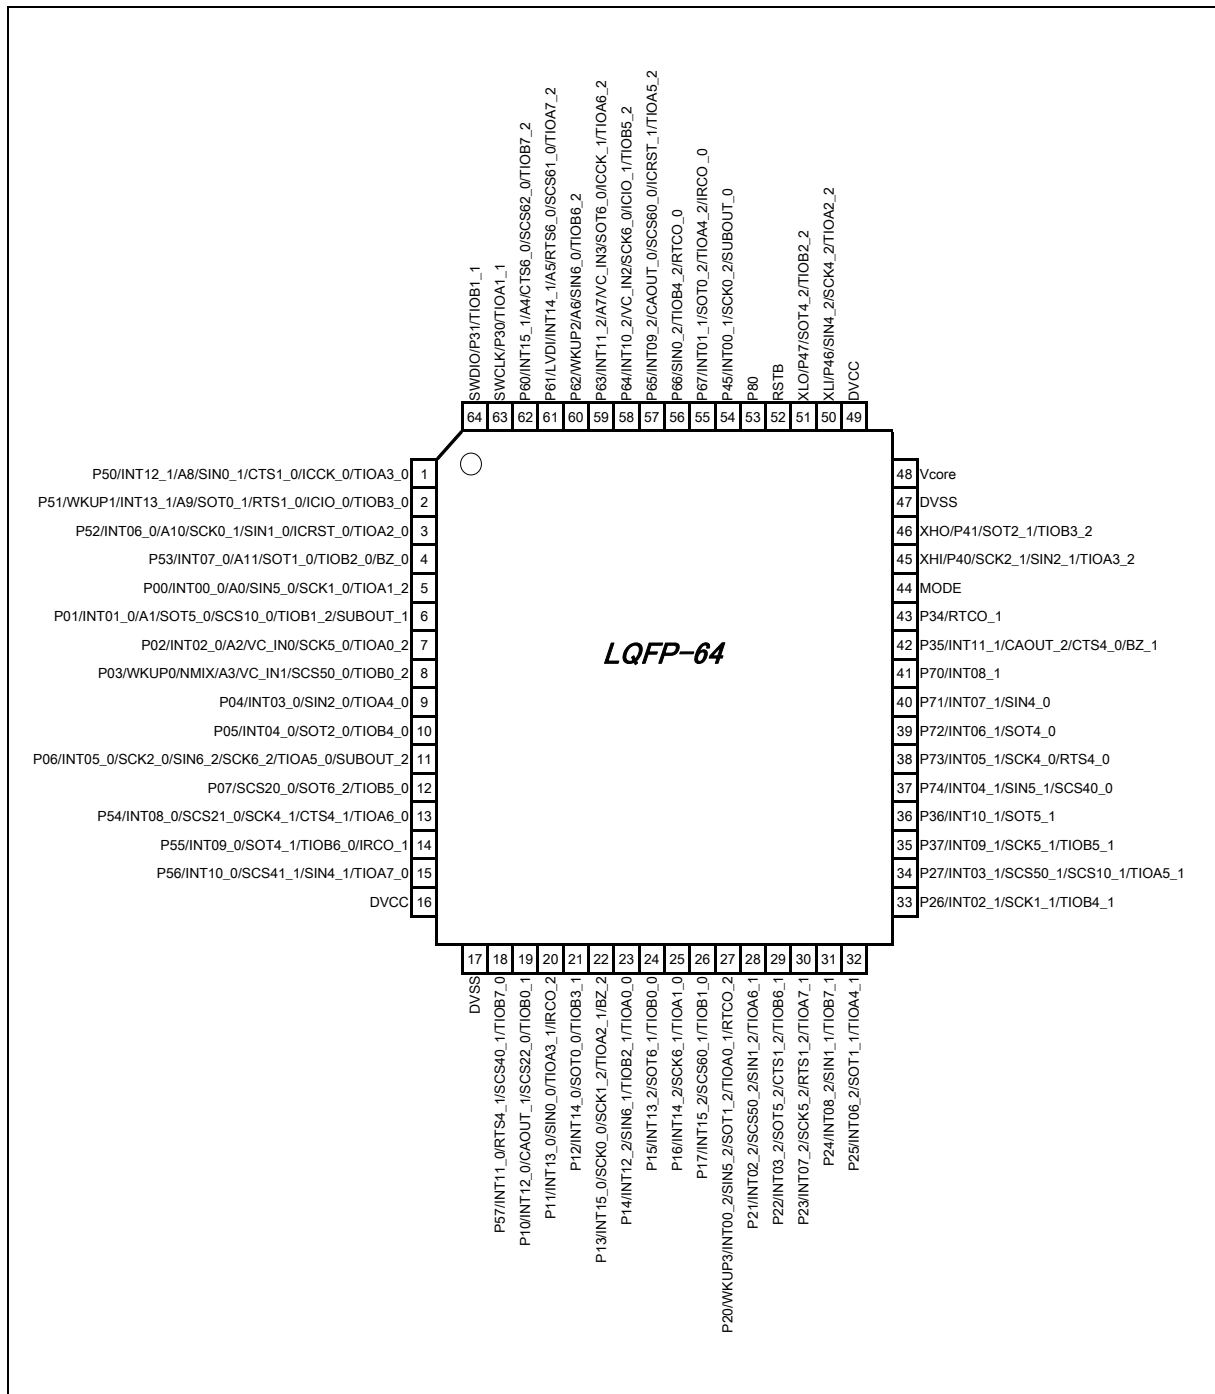 SWDIO/P31/TIOB1_1
SWCLK/P30/TIOA1_1
P60/INT15_1/A4/CTS6_0/SCS62_0/TIOB7_2
P61/LVDI/INT14_1/A5/RTS6_0/SCS61_0/TIOA7_2
P62/WKUP2/A6/SIN6_0/TIOB6_2
P63/INT11_2/A7/VC_IN3/SOT6_0/ICCK_1/TIOA6_2
P64/INT10_2/VC_IN2/SCK6_0/ICIO_1/TIOB5_2
P65/INT09_2/CAOUT_0/SCS60_0/ICRST_1/TIOA5_2
P66/SIN0_2/TIOB4_2/RTCO_0
P67/INT01_1/SOT0_2/TIOA4_2/IRCO _0
P45/INT00_1/SCK0_2/SUBOUT_0
P80
RSTB
XLO/P47/SOT4_2/TIOB2_2
XLI/P46/SIN4_2/SCK4_2/TIOA2_2
DVCC
64 63 62 61 60 59 58 57 56 55 54 53 52 51 50 49
P50/INT12_1/A8/SIN0_1/CTS1_0/ICCK_0/TIOA3_0 1
P51/WKUP1/INT13_1/A9/SOT0_1/RTS1_0/ICIO_0/TIOB3_0 2
P52/INT06_0/A10/SCK0_1/SIN1_0/ICRST_0/TIOA2_0 3
P53/INT07_0/A11/SOT1_0/TIOB2_0/BZ_0 4
P00/INT00_0/A0/SIN5_0/SCK1_0/TIOA1_2 5
P01/INT01_0/A1/SOT5_0/SCS10_0/TIOB1_2/SUBOUT_1 6
P02/INT02_0/A2/VC_IN0/SCK5_0/TIOA0_2 7
P03/WKUP0/NMIX/A3/VC_IN1/SCS50_0/TIOB0_2 8
P04/INT03_0/SIN2_0/TIOA4_0 9
P05/INT04_0/SOT2_0/TIOB4_0 10
P06/INT05_0/SCK2_0/SIN6_2/SCK6_2/TIOA5_0/SUBOUT_2 11
P07/SCS20_0/SOT6_2/TIOB5_0 12
P54/INT08_0/SCS21_0/SCK4_1/CTS4_1/TIOA6_0 13
P55/INT09_0/SOT4_1/TIOB6_0/IRCO_1 14
P56/INT10_0/SCS41_1/SIN4_1/TIOA7_0 15
DVCC 16
LQFP-64
48 Vcore
47 DVSS
46 XHO/P41/SOT2_1/TIOB3_2
45 XHI/P40/SCK2_1/SIN2_1/TIOA3_2
44 MODE
43 P34/RTCO_1
42 P35/INT11_1/CAOUT_2/CTS4_0/BZ_1
41 P70/INT08_1
40 P71/INT07_1/SIN4_0
39 P72/INT06_1/SOT4_0
38 P73/INT05_1/SCK4_0/RTS4_0
37 P74/INT04_1/SIN5_1/SCS40_0
36 P36/INT10_1/SOT5_1
35 P37/INT09_1/SCK5_1/TIOB5_1
34 P27/INT03_1/SCS50_1/SCS10_1/TIOA5_1
33 P26/INT02_1/SCK1_1/TIOB4_1
17 18 19 20 21 22 23 24 25 26 27 28 29 30 31 32
DVSS
P57/INT11_0/RTS4_1/SCS40_1/TIOB7_0
P10/INT12_0/CAOUT_1/SCS22_0/TIOB0_1
P11/INT13_0/SIN0_0/TIOA3_1/IRCO_2
P12/INT14_0/SOT0_0/TIOB3_1
P13/INT15_0/SCK0_0/SCK1_2/TIOA2_1/BZ_2
P14/INT12_2/SIN6_1/TIOB2_1/TIOA0_0
P15/INT13_2/SOT6_1/TIOB0_0
P16/INT14_2/SCK6_1/TIOA1_0
P17/INT15_2/SCS60_1/TIOB1_0
P20/WKUP3/INT00_2/SIN5_2/SOT1_2/TIOA0_1/RTCO_2
P21/INT02_2/SCS50_2/SIN1_2/TIOA6_1
P22/INT03_2/SOT5_2/CTS1_2/TIOB6_1
P23/INT07_2/SCK5_2/RTS1_2/TIOA7_1
P24/INT08_2/SIN1_1/TIOB7_1
P25/INT06_2/SOT1_1/TIOA4_1